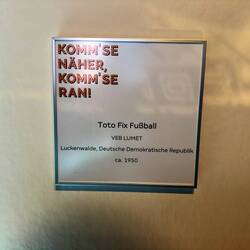 KOMM'SE
NÄHER,
KOMM'SE
RAN!
Toto Fix Fußball
VEB LUMET
Luckenwalde, Deutsche Demokratische Republik
ca. 1950